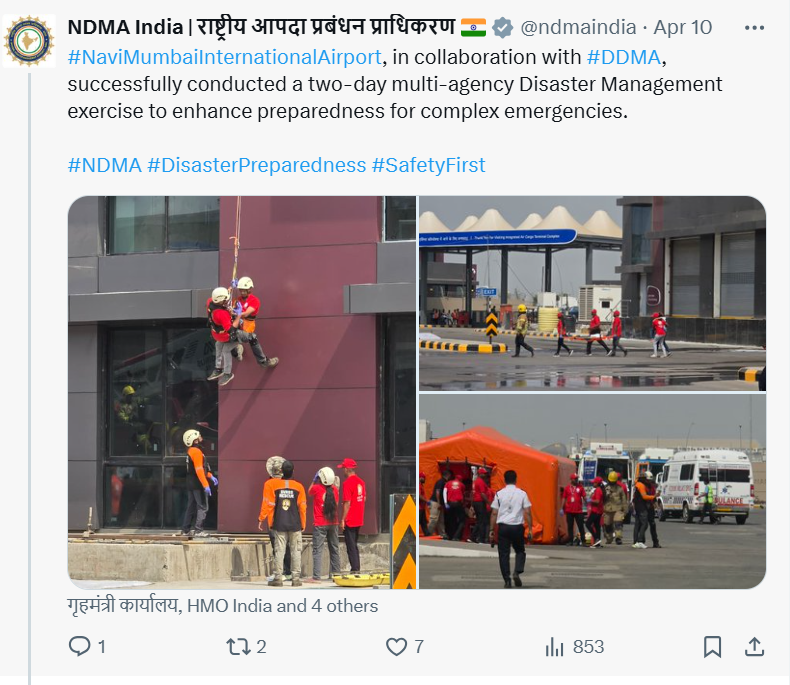 NDMA India | राष्ट्रीय आपदा प्रबंधन प्राधिकरण 🇮🇳 @ndmaindia · Apr 10
#NaviMumbaiInternationalAirport, in collaboration with #DDMA,
successfully conducted a two-day multi-agency Disaster Management
exercise to enhance preparedness for complex emergencies.
#NDMA #DisasterPreparedness #SafetyFirst
EXIT
AMBULANCE
गृहमंत्री कार्यालय, HMO India and 4 others
1 2 7 853